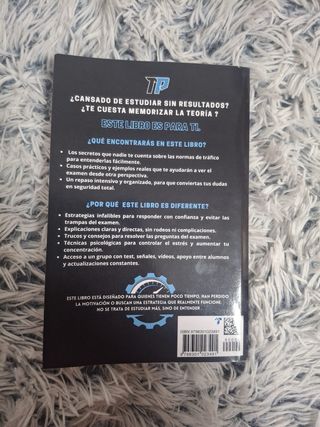 TP
¿CANSADO DE ESTUDIAR SIN RESULTADOS?
¿TE CUESTA MEMORIZAR LA TEORÍA ?
ESTE LIBRO ES PARA TI.
¿QUÉ ENCONTRARÁS EN ESTE LIBRO?
• Los secretos que nadie te cuenta sobre las normas de tráfico
para entenderlas fácilmente.
• Casos prácticos y ejemplos reales que te ayudarán a ver el
examen desde otra perspectiva.
• Un repaso intensivo y organizado, para que conviertas tus dudas
en seguridad total.
¿POR QUÉ ESTE LIBRO ES DIFERENTE?
• Estrategias infalibles para responder con confianza y evitar las
trampas del examen.
• Explicaciones claras y directas, sin rodeos ni complicaciones.
• Trucos y consejos para resolver las preguntas del examen.
• Técnicas psicológicas para controlar el estrés y aumentar tu
concentración.
• Acceso a un grupo con test, señales, vídeos, apoyo entre alumnos
y actualizaciones constantes.
ESTE LIBRO ESTÁ DISEÑADO PARA QUIENES TIENEN POCO TIEMPO, HAN PERDIDO
LA MOTIVACIÓN O BUSCAN UNA ESTRATEGIA QUE REALMENTE FUNCIONE.
NO SE TRATA DE ESTUDIAR MÁS, SINO DE ENTENDER